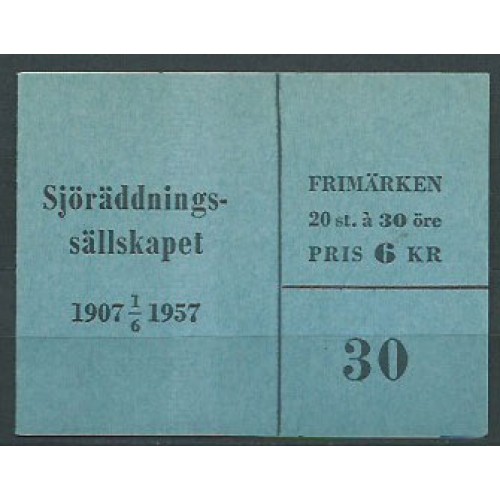 Sjöräddnings-
sällskapet
1907 1/6 1957
FRIMÄRKEN
20 st. à 30 öre
PRIS 6 KR
30